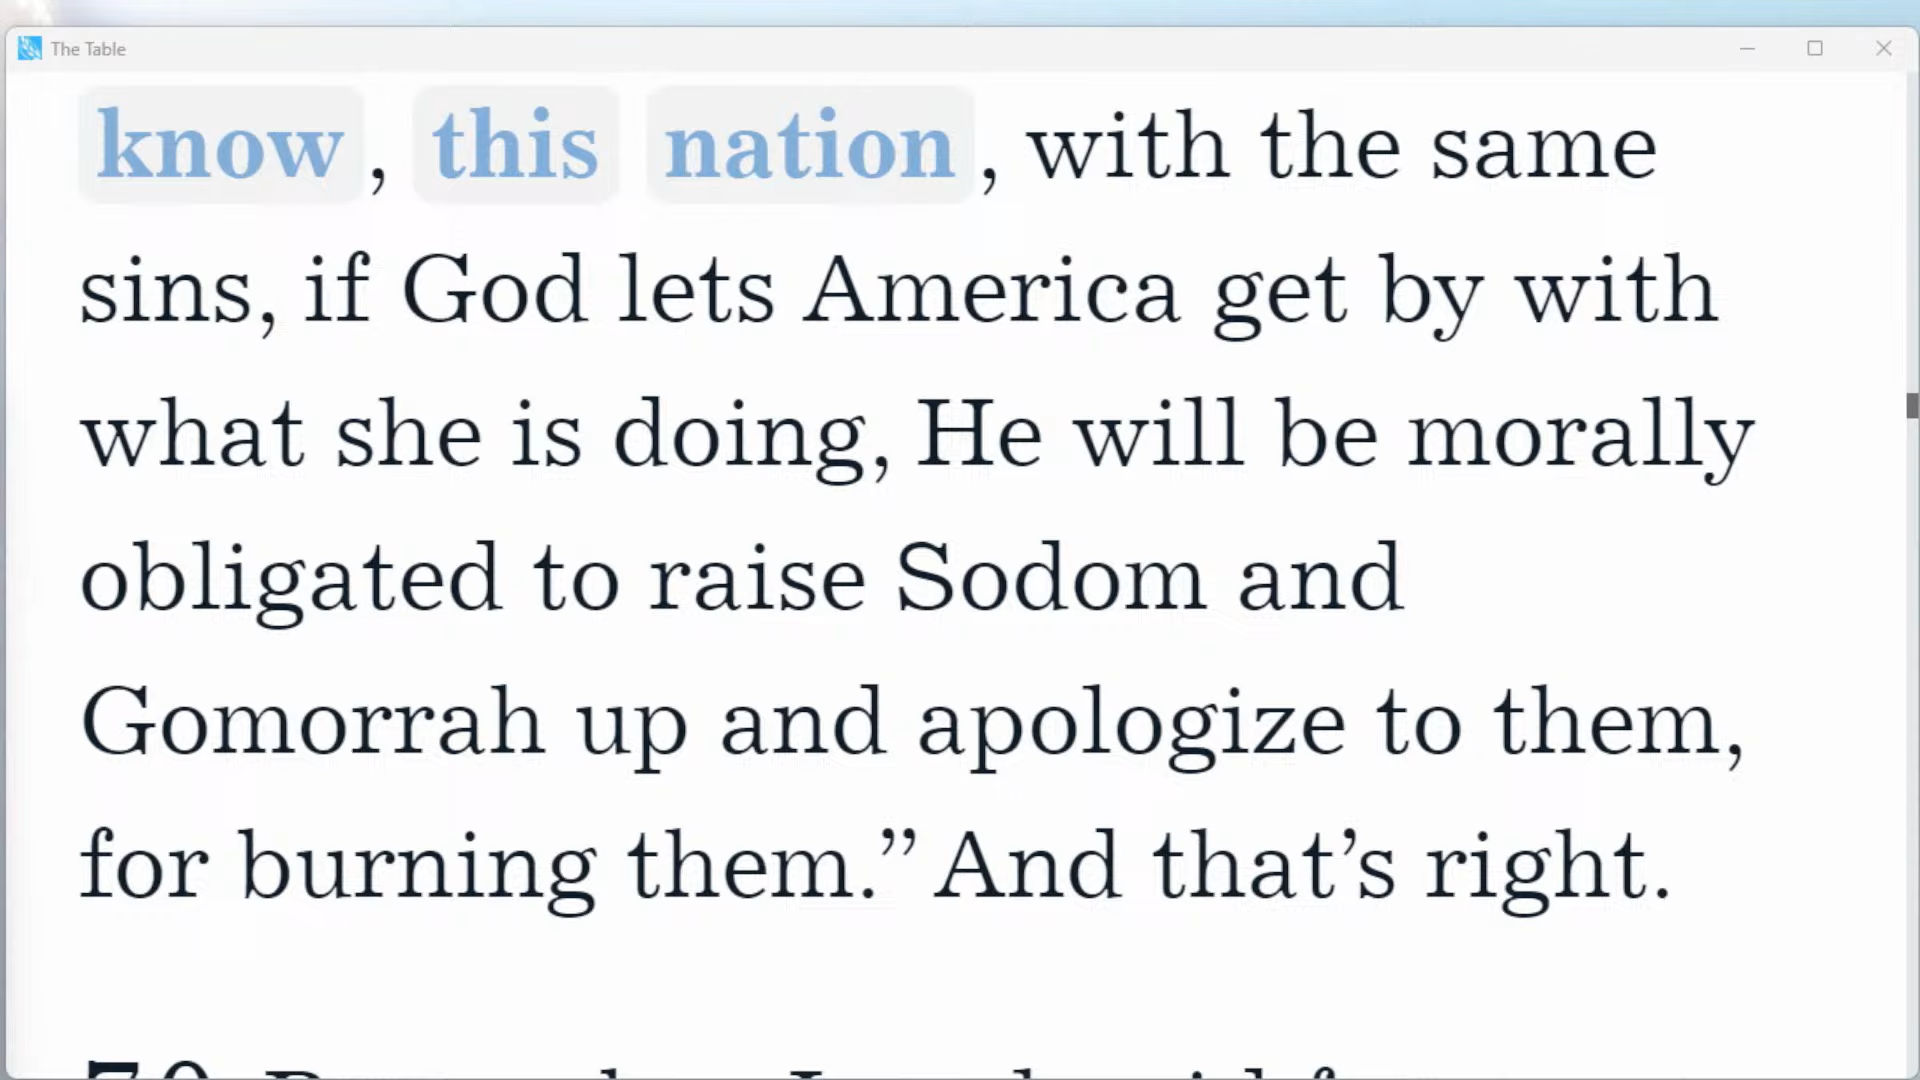 The Table
know, this nation, with the same
sins, if God lets America get by with
what she is doing, He will be morally
obligated to raise Sodom and
Gomorrah up and apologize to them,
for burning them.” And that’s right.